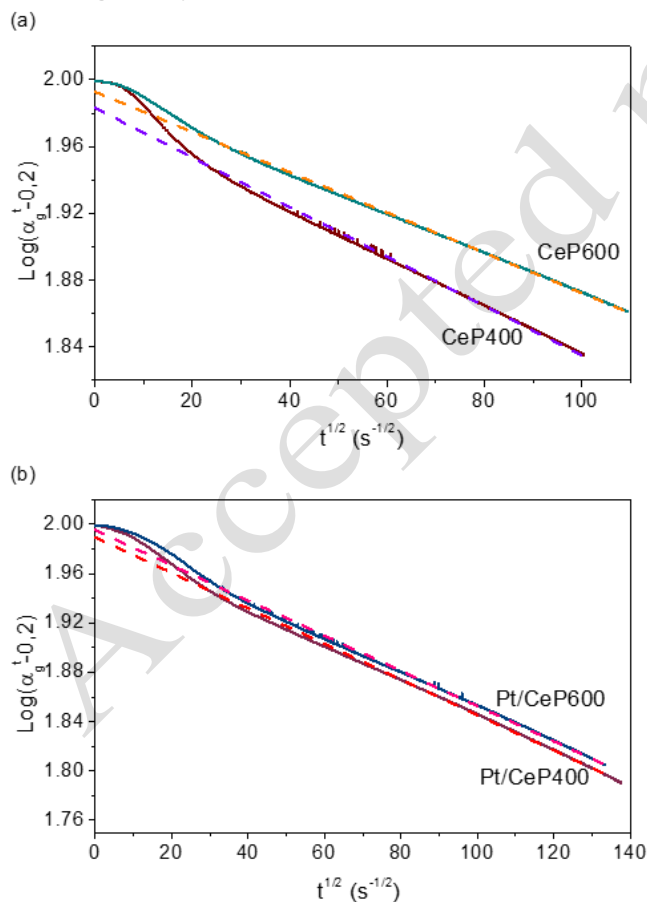 (a)
2.00
1.96
1.92
1.88
1.84
Log(α_g^t-0,2)
CeP600
CeP400
0 20 40 60 80 100
t^1/2 (s^-1/2)
(b)
2.00
1.96
1.92
1.88
1.84
1.80
1.76
Log(α_g^t-0,2)
Pt/CeP600
Pt/CeP400
0 20 40 60 80 100 120 140
t^1/2 (s^-1/2)
Accepted